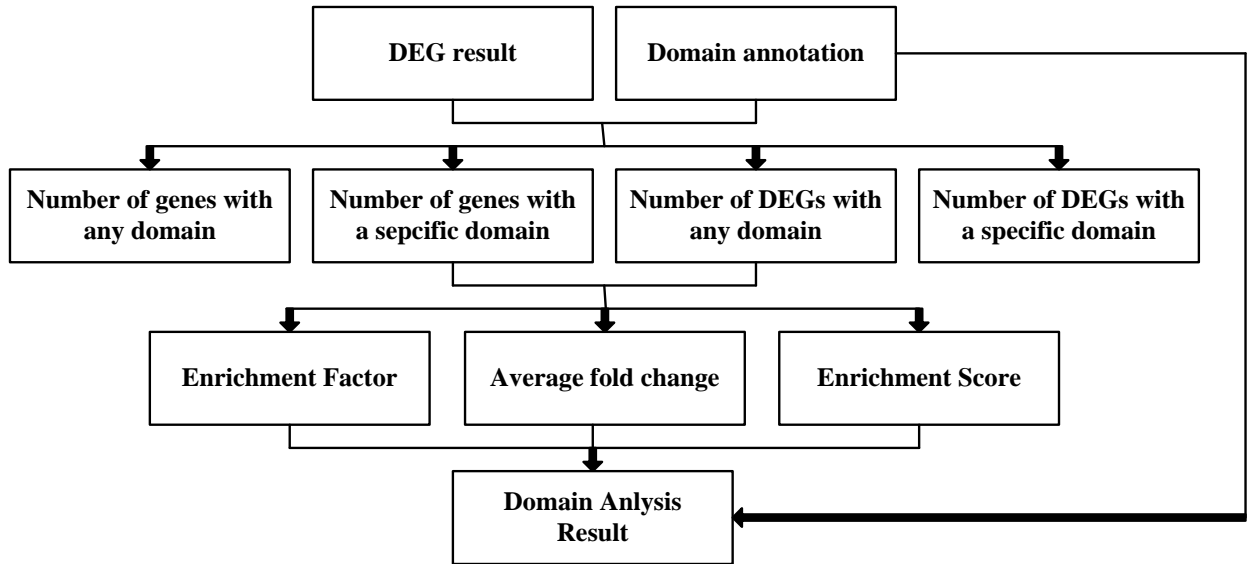 DEG result
Domain annotation
Number of genes with
any domain
Number of genes with
a sepcific domain
Number of DEGs with
any domain
Number of DEGs with
a specific domain
Enrichment Factor
Average fold change
Enrichment Score
Domain Anlysis
Result